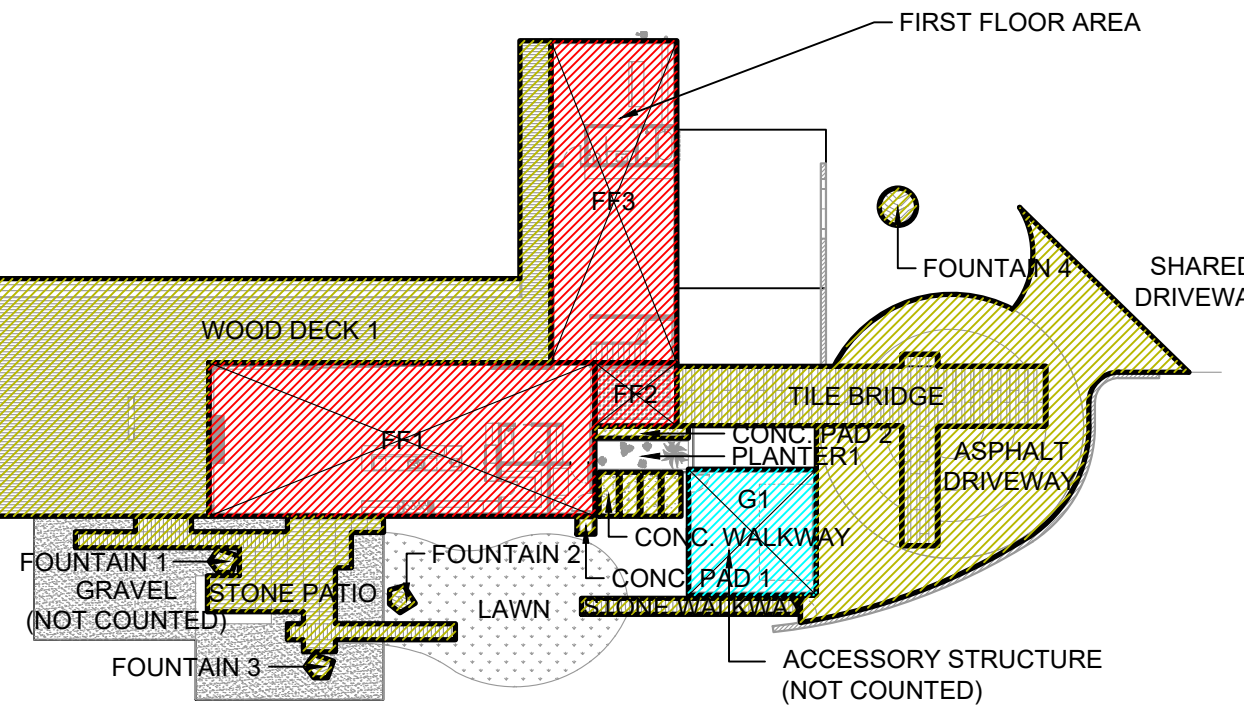 FIRST FLOOR AREA
FF3
FOUNTAIN 4
SHARED
WOOD DECK 1
FF2
TILE BRIDGE
FF1
CONC. PAD 2
PLANTER1
ASPHALT
DRIVEWAY
G1
CONC. WALKWAY
FOUNTAIN 1
FOUNTAIN 2
CONC. PAD 1
GRAVEL
(NOT COUNTED)
STONE PATIO
LAWN
STONE WALKWAY
FOUNTAIN 3
ACCESSORY STRUCTURE
(NOT COUNTED)